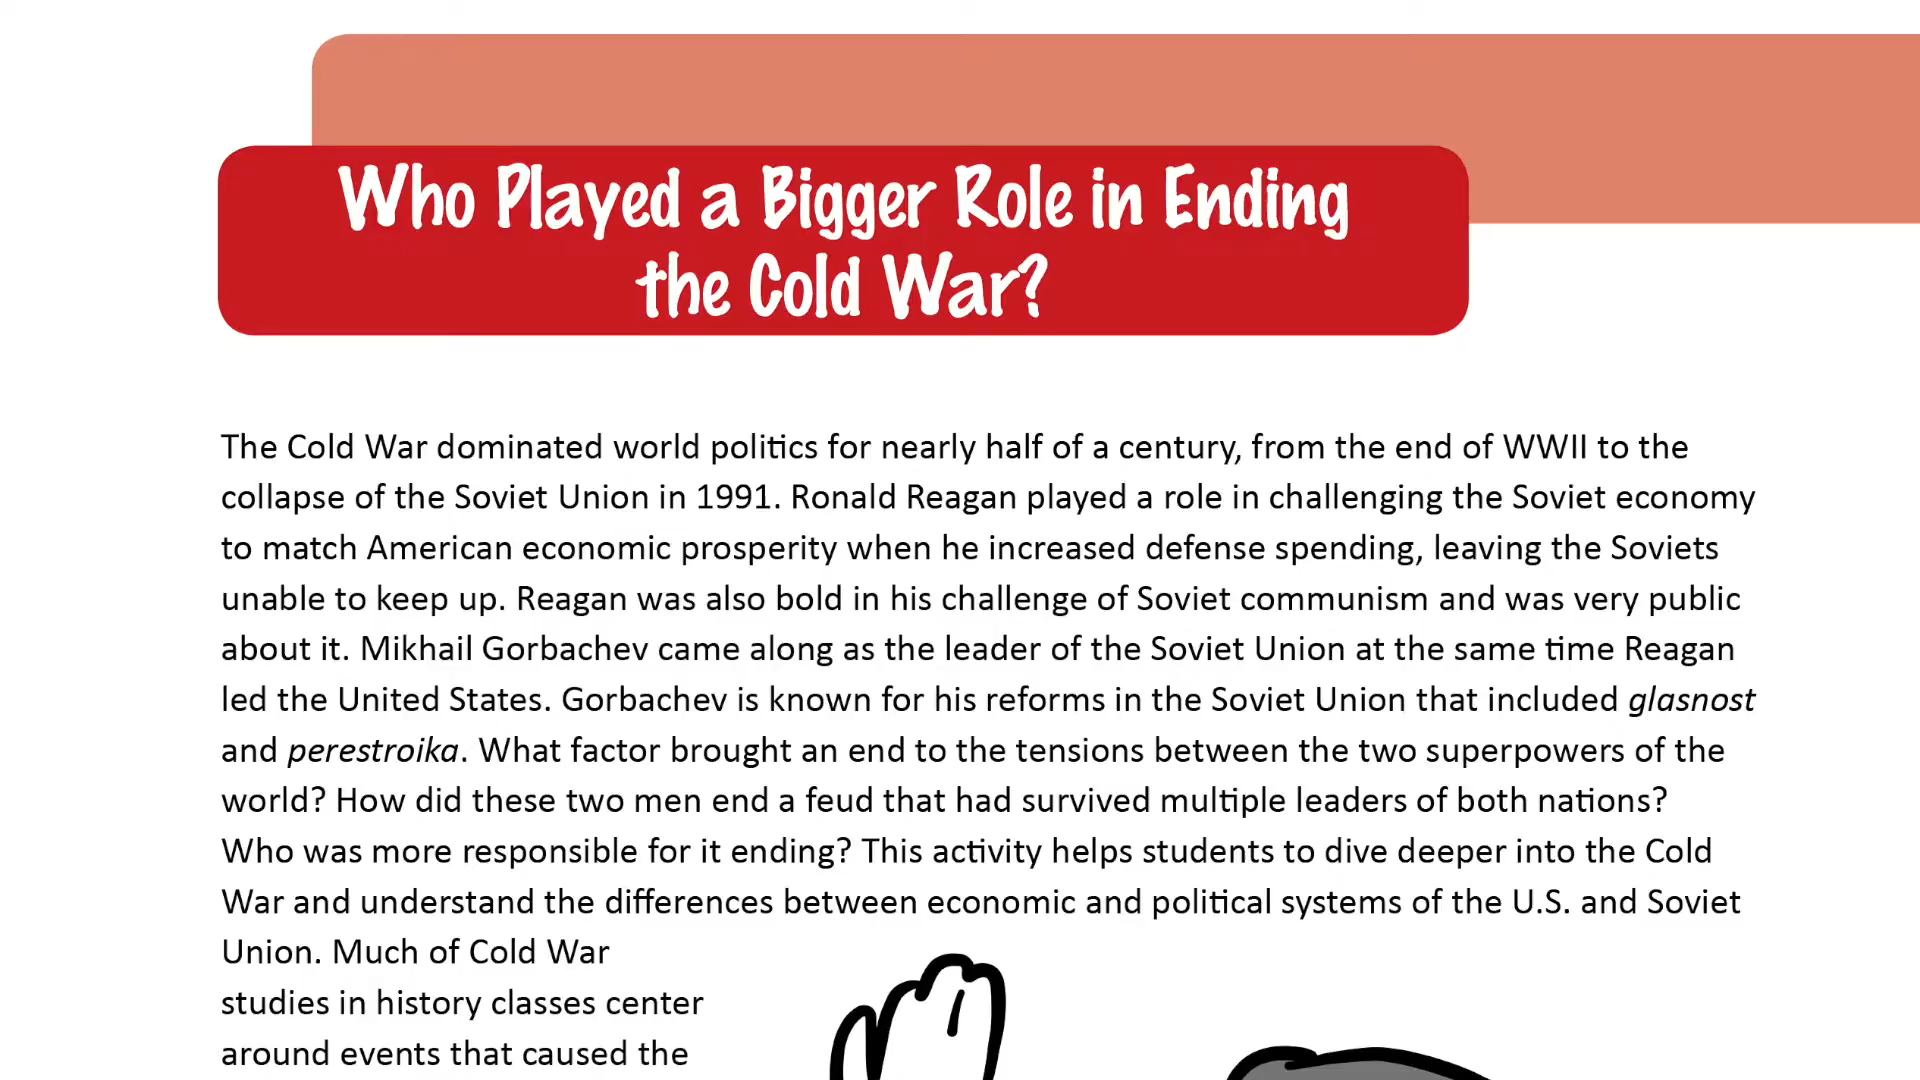 Who Played a Bigger Role in Ending
the Cold War?
The Cold War dominated world politics for nearly half of a century, from the end of WWII to the
collapse of the Soviet Union in 1991. Ronald Reagan played a role in challenging the Soviet economy
to match American economic prosperity when he increased defense spending, leaving the Soviets
unable to keep up. Reagan was also bold in his challenge of Soviet communism and was very public
about it. Mikhail Gorbachev came along as the leader of the Soviet Union at the same time Reagan
led the United States. Gorbachev is known for his reforms in the Soviet Union that included glasnost
and perestroika. What factor brought an end to the tensions between the two superpowers of the
world? How did these two men end a feud that had survived multiple leaders of both nations?
Who was more responsible for it ending? This activity helps students to dive deeper into the Cold
War and understand the differences between economic and political systems of the U.S. and Soviet
Union. Much of Cold War
studies in history classes center
around events that caused the